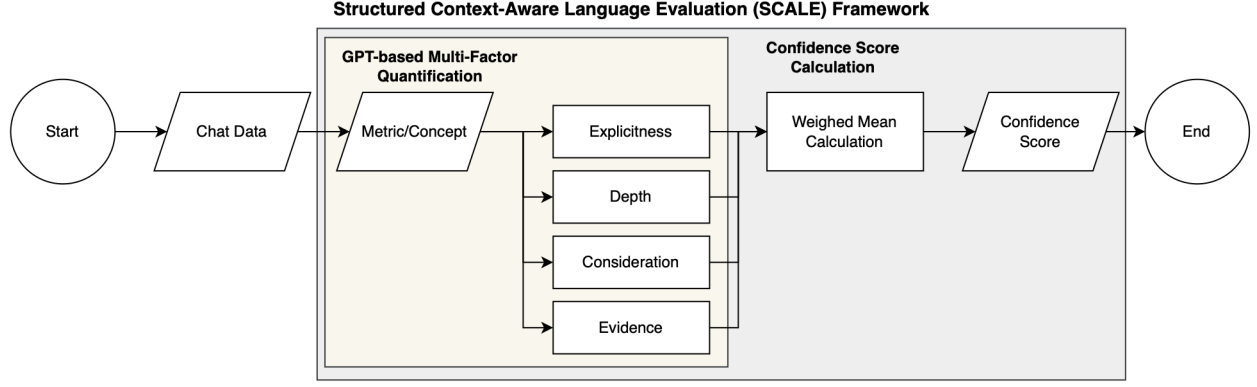 Structured Context-Aware Language Evaluation (SCALE) Framework
GPT-based Multi-Factor
Quantification
Confidence Score
Calculation
Start
Chat Data
Metric/Concept
Explicitness
Depth
Consideration
Evidence
Weighed Mean
Calculation
Confidence
Score
End